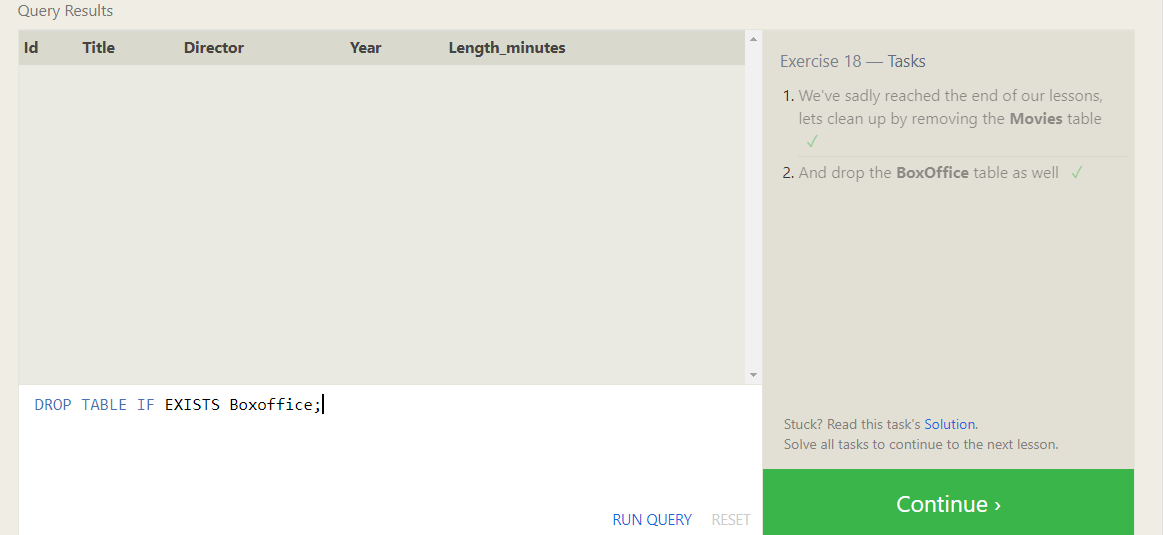 Query Results
Id Title Director Year Length_minutes
DROP TABLE IF EXISTS Boxoffice;
RUN QUERY RESET
Exercise 18 — Tasks
1. We've sadly reached the end of our lessons,
lets clean up by removing the Movies table
✓
2. And drop the BoxOffice table as well ✓
Stuck? Read this task's Solution.
Solve all tasks to continue to the next lesson.
Continue ›